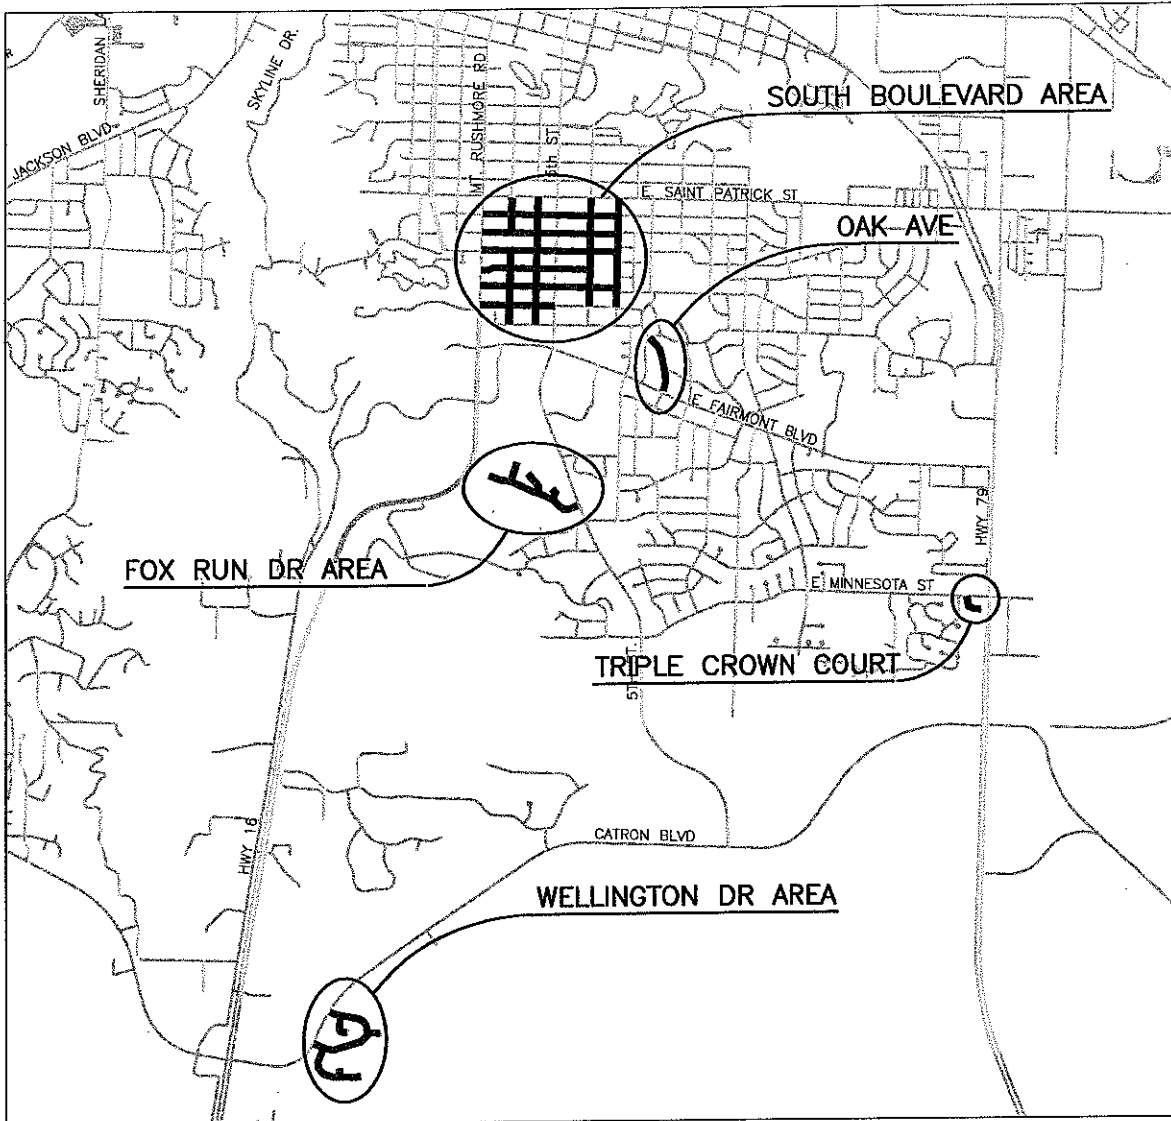 SHERIDAN
SKYLINE DR.
MT RUSHMORE RD
SOUTH BOULEVARD AREA
5th ST
JACKSON BLVD.
E. SAINT PATRICK ST
OAK AVE
E FAIRMONT BLVD
HWY 79
FOX RUN DR AREA
E MINNESOTA ST
TRIPLE CROWN COURT
HWY 16
CATRON BLVD
WELLINGTON DR AREA